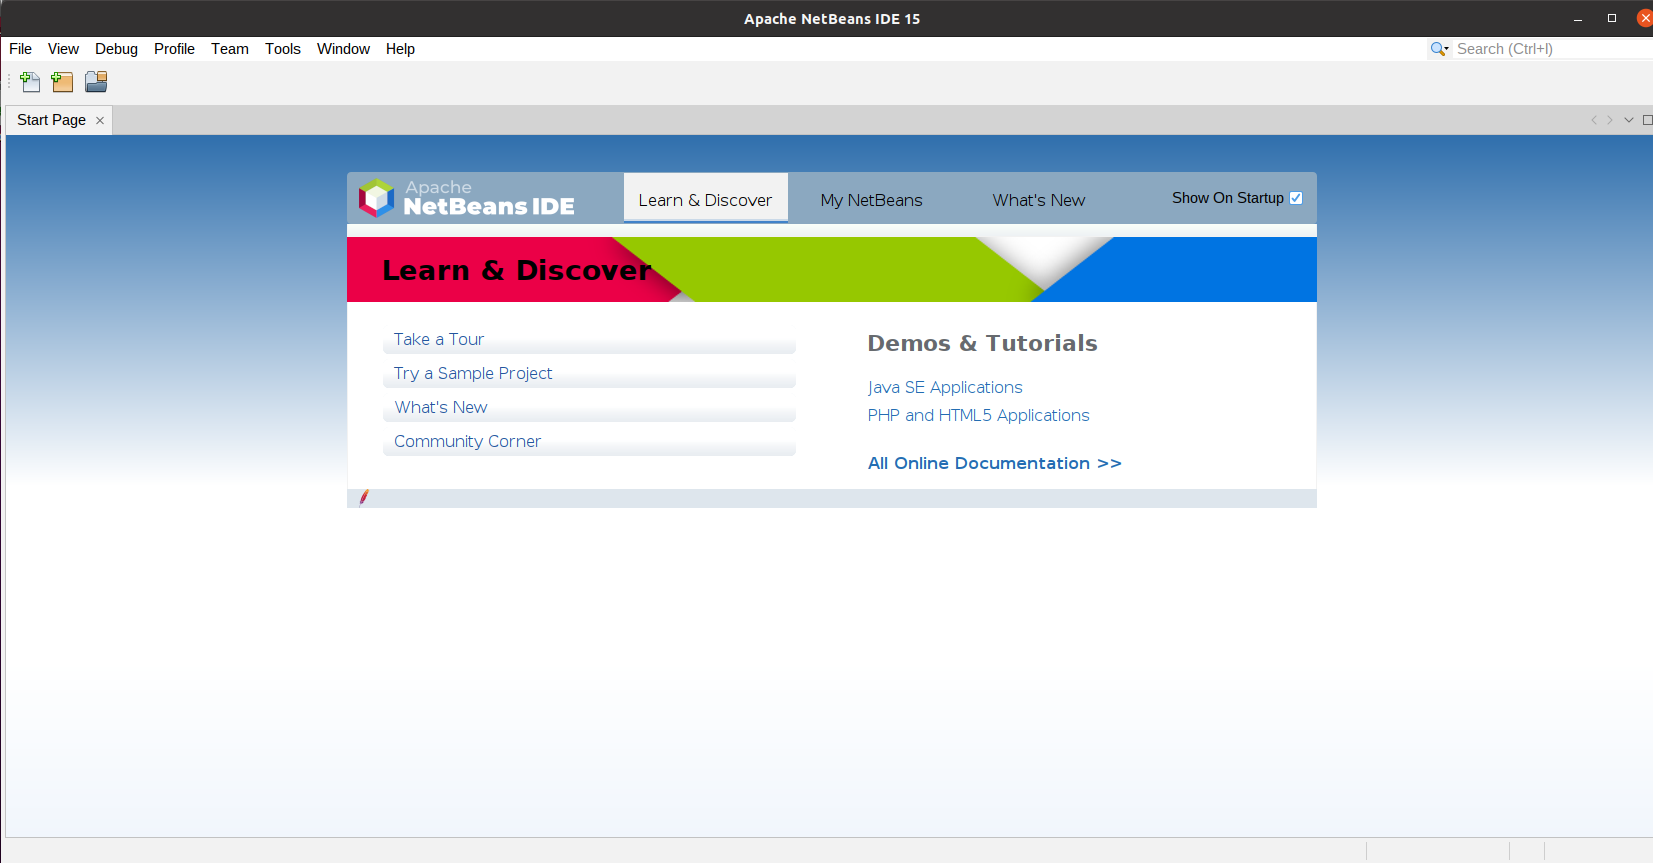 Apache NetBeans IDE 15
File View Debug Profile Team Tools Window Help
Search (Ctrl+I)
Start Page
Apache
NetBeans IDE
Learn & Discover
My NetBeans
What's New
Show On Startup
Learn & Discover
Take a Tour
Try a Sample Project
What's New
Community Corner
Demos & Tutorials
Java SE Applications
PHP and HTML5 Applications
All Online Documentation >>